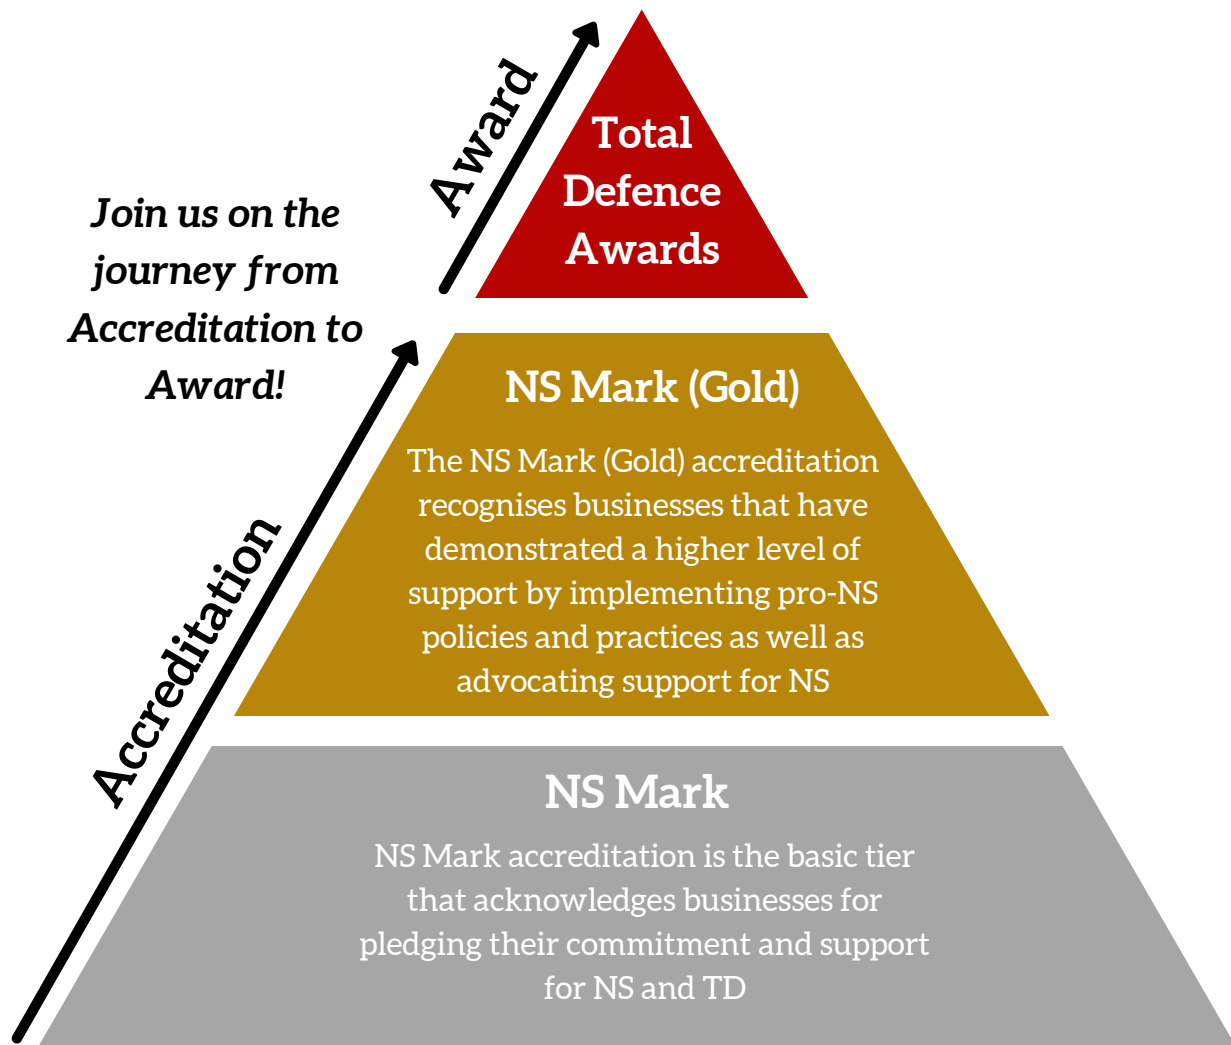 Award
Total
Defence
Awards
Join us on the
journey from
Accreditation to
Award!
Accreditation
NS Mark (Gold)
The NS Mark (Gold) accreditation
recognises businesses that have
demonstrated a higher level of
support by implementing pro-NS
policies and practices as well as
advocating support for NS
NS Mark
NS Mark accreditation is the basic tier
that acknowledges businesses for
pledging their commitment and support
for NS and TD